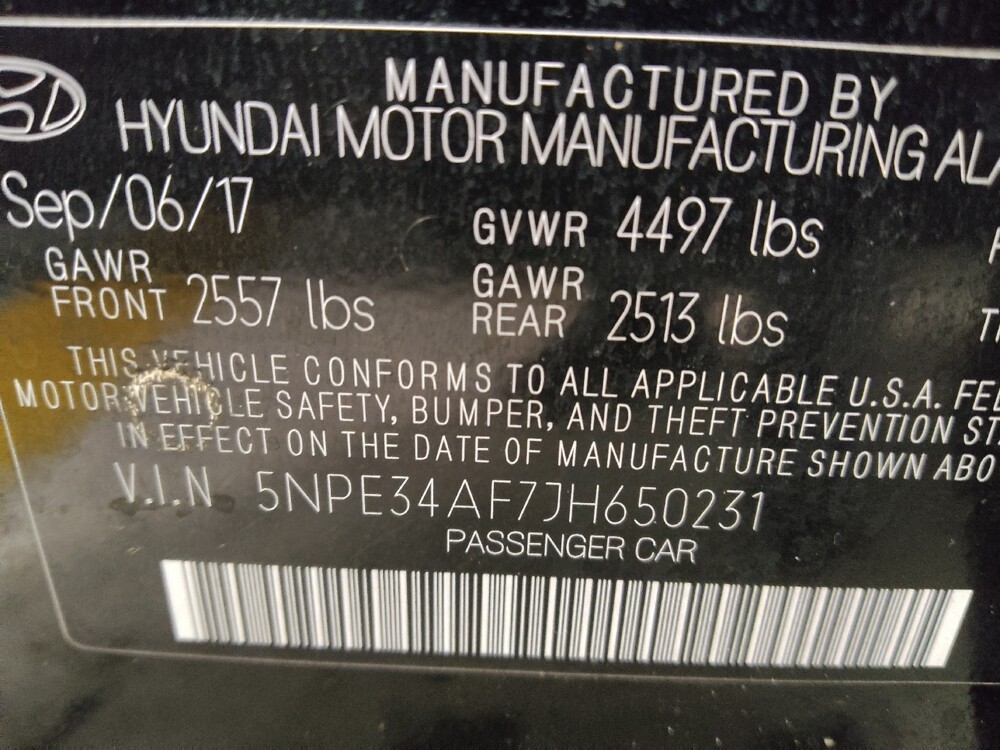 MANUFACTURED BY
HYUNDAI MOTOR MANUFACTURING ALA
Sep/06/17 GVWR 4497 lbs
GAWR FRONT 2557 lbs GAWR REAR 2513 lbs
THIS VEHICLE CONFORMS TO ALL APPLICABLE U.S.A. FE
MOTOR VEHICLE SAFETY, BUMPER, AND THEFT PREVENTION ST
IN EFFECT ON THE DATE OF MANUFACTURE SHOWN ABO
V.I.N 5NPE34AF7JH650231
PASSENGER CAR